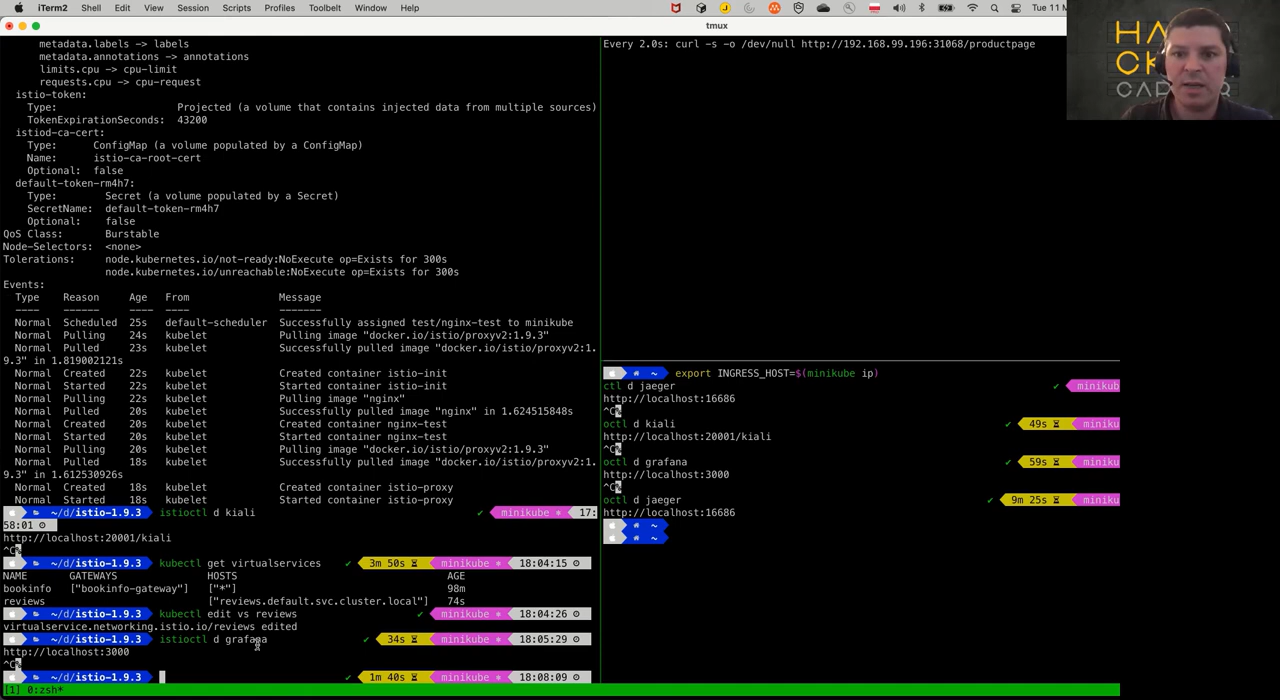 iTerm2 Shell Edit View Session Scripts Profiles Toolbelt Window Help Tue 11 M
tmux
metadata.labels -> labels
metadata.annotations -> annotations
limits.cpu -> cpu-limit
requests.cpu -> cpu-request
istio-token:
Type: Projected (a volume that contains injected data from multiple sources)
TokenExpirationSeconds: 43200
istiod-ca-cert:
Type: ConfigMap (a volume populated by a ConfigMap)
Name: istio-ca-root-cert
Optional: false
default-token-rm4h7:
Type: Secret (a volume populated by a Secret)
SecretName: default-token-rm4h7
Optional: false
QoS Class: Burstable
Node-Selectors: <none>
Tolerations: node.kubernetes.io/not-ready:NoExecute op=Exists for 300s
node.kubernetes.io/unreachable:NoExecute op=Exists for 300s
Events:
Type Reason Age From Message
---- ------ ---- ---- -------
Normal Scheduled 25s default-scheduler Successfully assigned test/nginx-test to minikube
Normal Pulling 24s kubelet Pulling image "docker.io/istio/proxyv2:1.9.3"
Normal Pulled 23s kubelet Successfully pulled image "docker.io/istio/proxyv2:1.
9.3" in 1.819002121s
Normal Created 22s kubelet Created container istio-init
Normal Started 22s kubelet Started container istio-init
Normal Pulling 22s kubelet Pulling image "nginx"
Normal Pulled 20s kubelet Successfully pulled image "nginx" in 1.624515848s
Normal Created 20s kubelet Created container nginx-test
Normal Started 20s kubelet Started container nginx-test
Normal Pulling 20s kubelet Pulling image "docker.io/istio/proxyv2:1.9.3"
Normal Pulled 18s kubelet Successfully pulled image "docker.io/istio/proxyv2:1.
9.3" in 1.612530926s
Normal Created 18s kubelet Created container istio-proxy
Normal Started 18s kubelet Started container istio-proxy
~/d/istio-1.9.3 istioctl d kiali ✔ minikube ⎈ 17:
58:01
http://localhost:20001/kiali
^C%
~/d/istio-1.9.3 kubectl get virtualservices ✔ 3m 50s minikube ⎈ 18:04:15
NAME GATEWAYS HOSTS AGE
bookinfo ["bookinfo-gateway"] ["*"] 98m
reviews ["reviews.default.svc.cluster.local"] 74s
~/d/istio-1.9.3 kubectl edit vs reviews ✔ minikube ⎈ 18:04:26
virtualservice.networking.istio.io/reviews edited
~/d/istio-1.9.3 istioctl d grafana ✔ 34s minikube ⎈ 18:05:29
http://localhost:3000
^C%
~/d/istio-1.9.3 ✔ 1m 40s minikube ⎈ 18:08:09
[1] 0:zsh*
Every 2.0s: curl -s -o /dev/null http://192.168.99.196:31068/productpage
~ export INGRESS_HOST=$(minikube ip)
ctl d jaeger ✔ minikub
http://localhost:16686
^C%
octl d kiali ✔ 49s miniku
http://localhost:20001/kiali
^C%
octl d grafana ✔ 59s miniku
http://localhost:3000
^C%
octl d jaeger ✔ 9m 25s miniku
http://localhost:16686
~
~